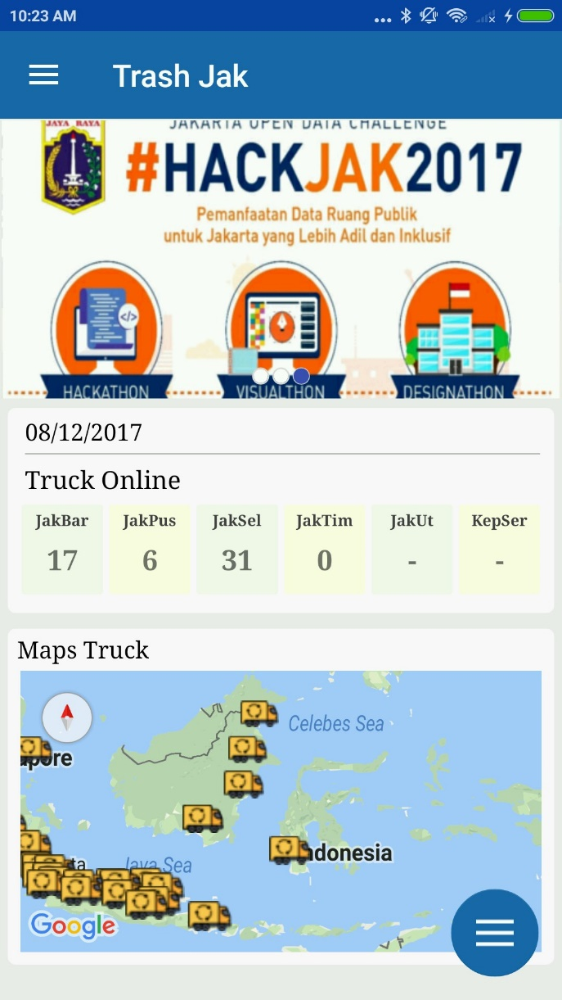 10:23 AM
Trash Jak
JAYA RAYA
JAKARTA OPEN DATA CHALLENGE
#HACKJAK2017
Pemanfaatan Data Ruang Publik
untuk Jakarta yang Lebih Adil dan Inklusif
</>
HACKATHON VISUALTHON DESIGNATHON
08/12/2017
Truck Online
JakBar JakPus JakSel JakTim JakUt KepSer
17 6 31 0 - -
Maps Truck
Celebes Sea
apore
ndonesia
ta
Java Sea
Google